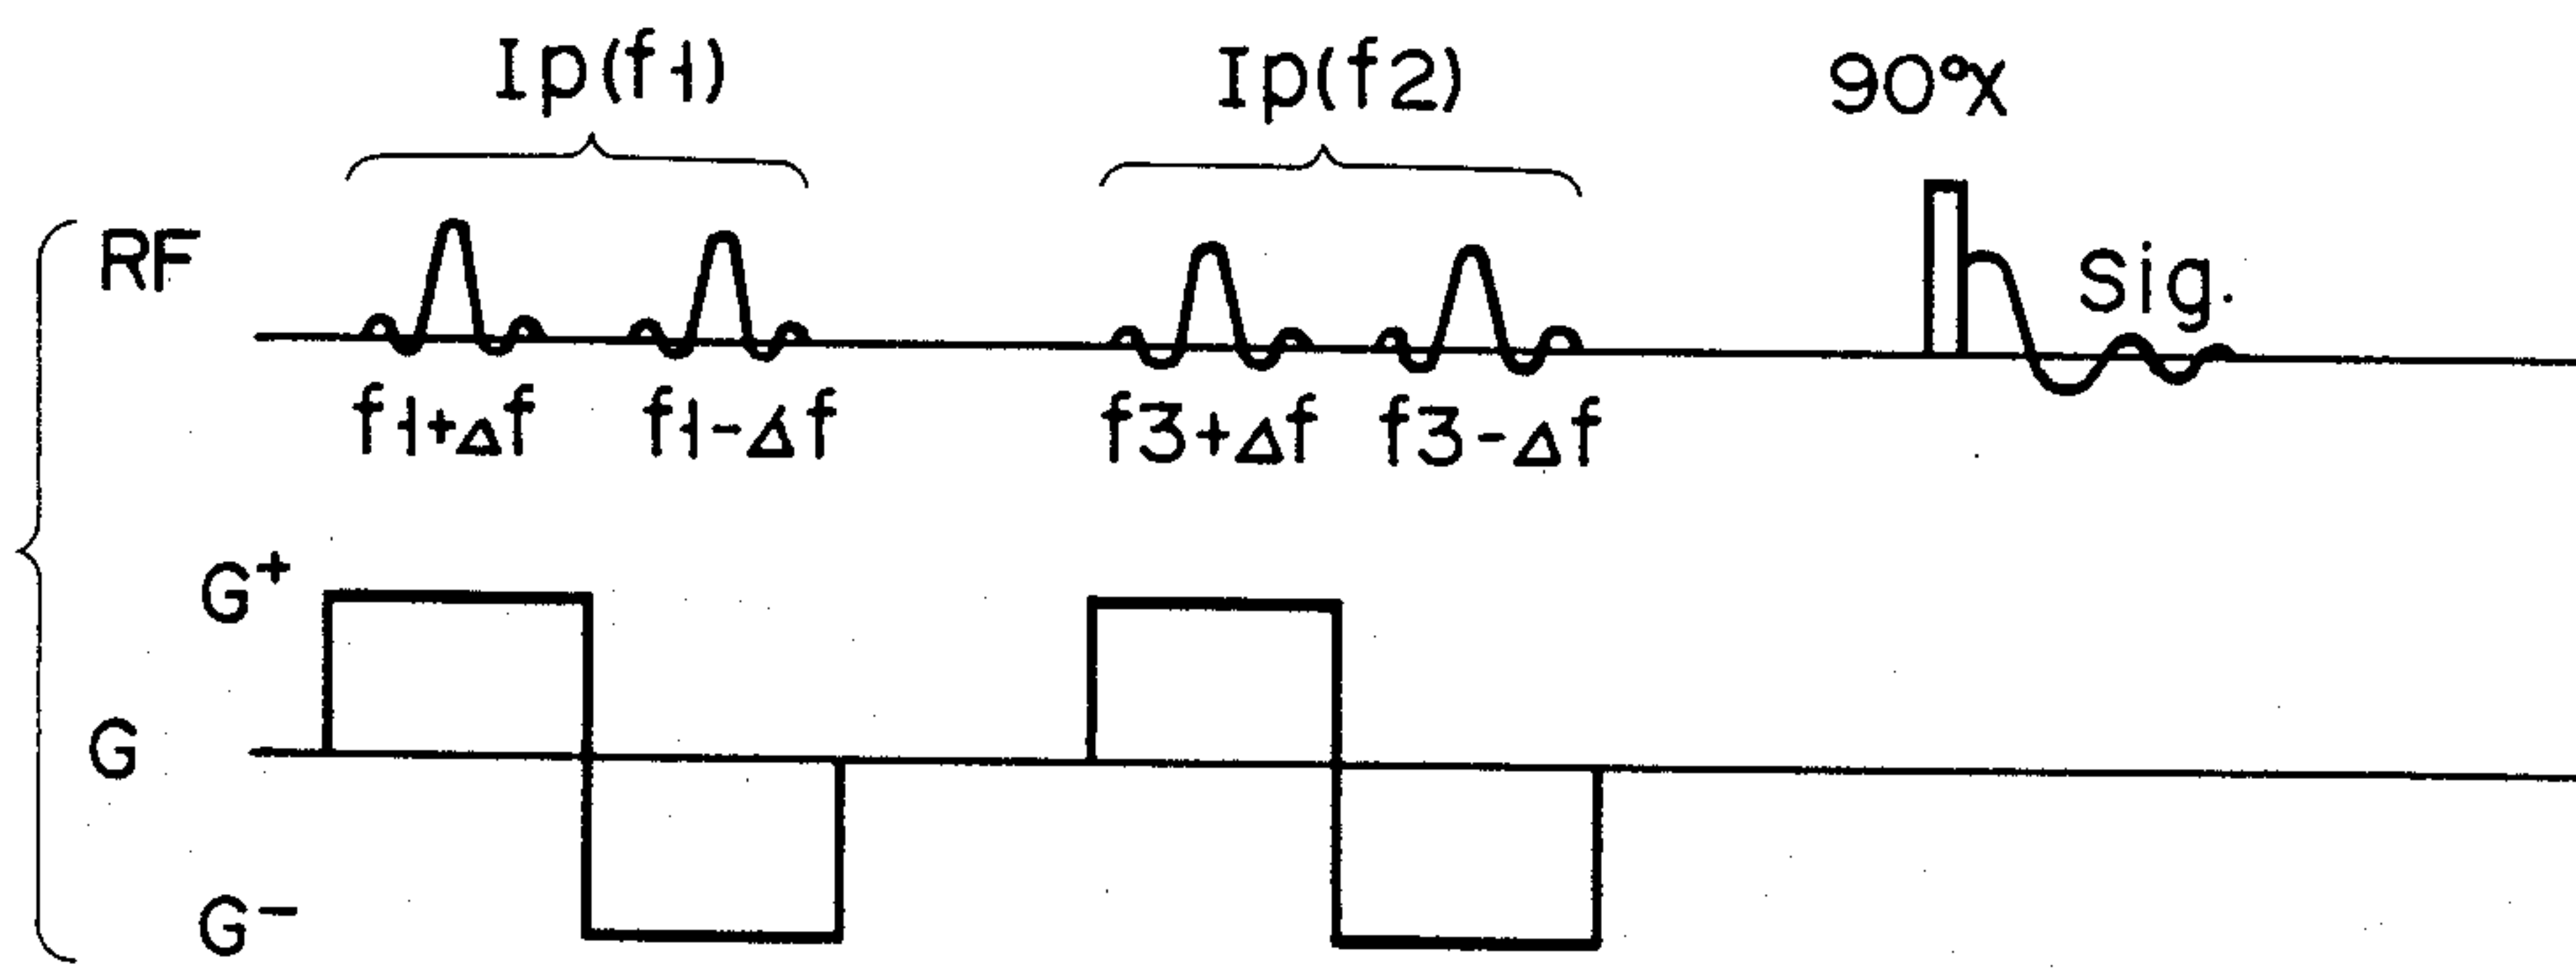 Ip(f1) Ip(f2) 90°X
RF Sig.
f1+Δf f1-Δf f3+Δf f3-Δf
G+
G
G-